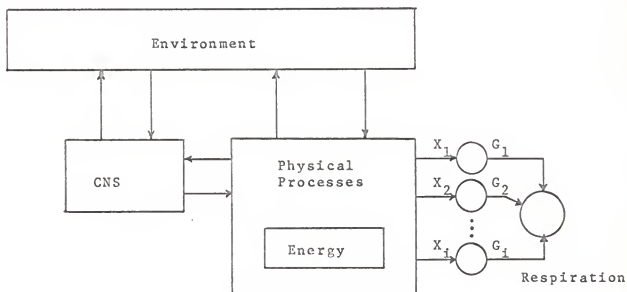 Environment
CNS
Physical
Processes
Energy
X1 G1
X2 G2
Xi Gi
Respiration